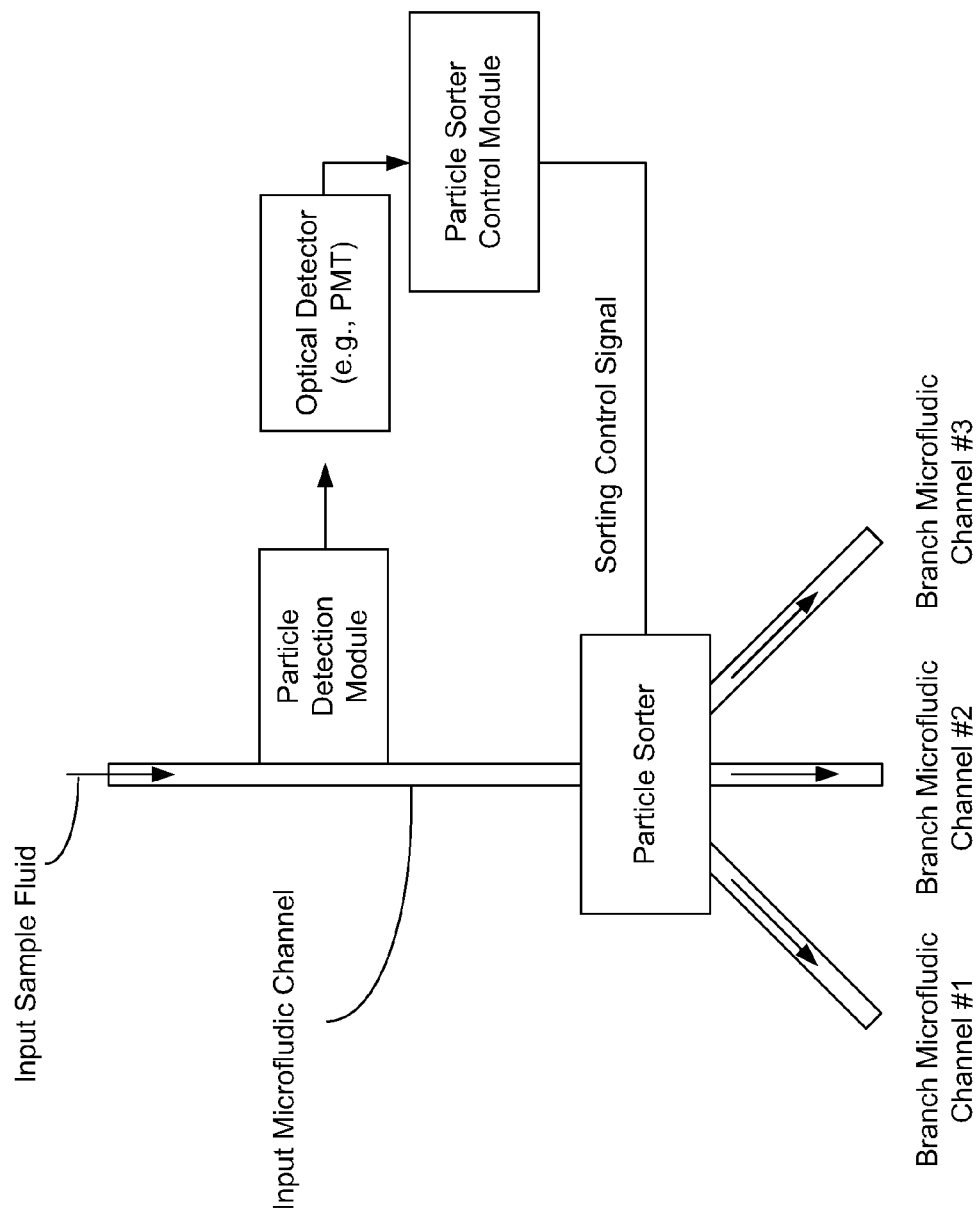 Input Sample Fluid
Input Microfludic Channel
Particle
Detection
Module
Optical Detector
(e.g., PMT)
Particle Sorter
Control Module
Sorting Control Signal
Particle Sorter
Branch Microfludic
Channel #1
Branch Microfludic
Channel #2
Branch Microfludic
Channel #3